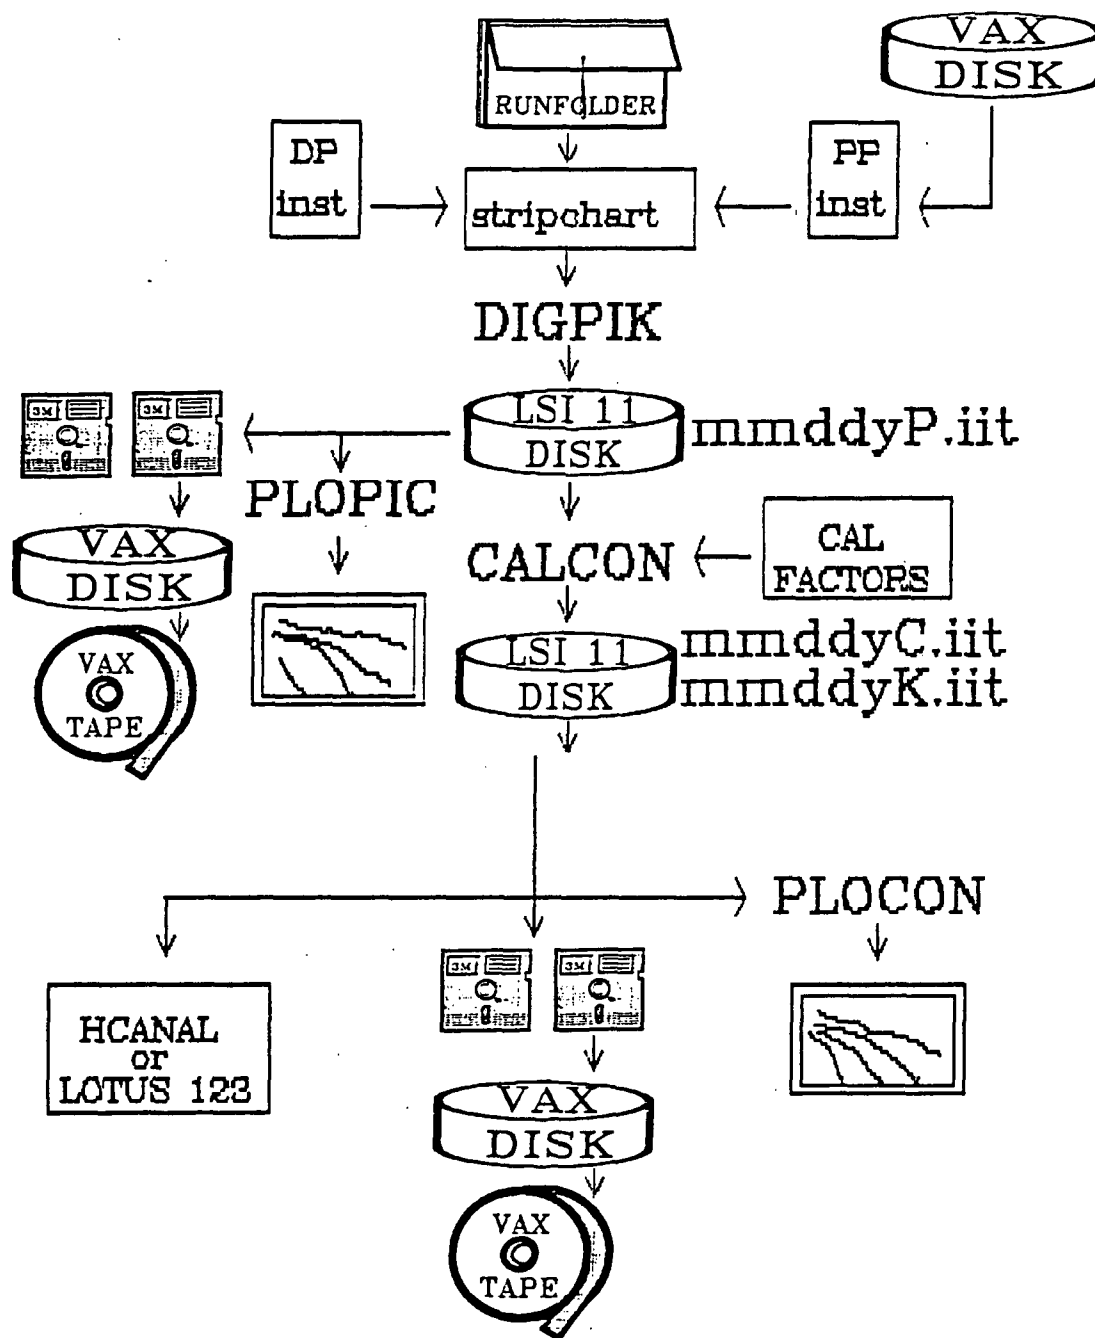 VAX
DISK
RUNFOLDER
DP
inst
stripchart
PP
inst
DIGPIK
3M
3M
LSI 11
DISK
mmddyP.iit
PLOPIC
VAX
DISK
CALCON
CAL
FACTORS
VAX
TAPE
LSI 11
DISK
mmddyC.iit
mmddyK.iit
PLOCON
HCANAL
or
LOTUS 123
3M
3M
VAX
DISK
VAX
TAPE